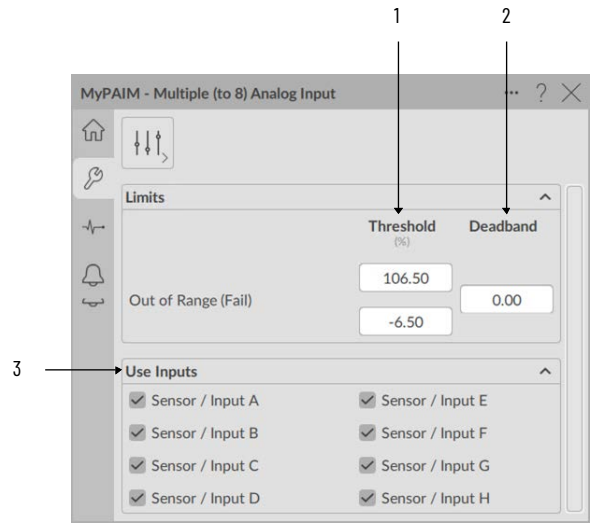 1 2
MyPAIM - Multiple (to 8) Analog Input ... ?
Limits
Threshold Deadband
(%)
106.50
Out of Range (Fail) 0.00
-6.50
3 Use Inputs
Sensor / Input A Sensor / Input E
Sensor / Input B Sensor / Input F
Sensor / Input C Sensor / Input G
Sensor / Input D Sensor / Input H